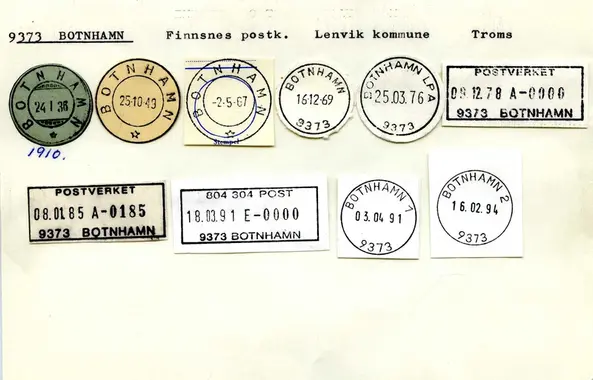 9373 BOTNHAMN Finnsnes postk. Lenvik kommune Troms
BOTNHAMN
24 1 36
BOTNHAMN
25-10-49
BOTNHAMN
-2-5-67
Stempel
BOTNHAMN
16-12-69
9373
BOTNHAMN LPA
25.03.76
9373
POSTVERKET
09.12.78 A-0000
9373 BOTNHAMN
1910.
POSTVERKET
08.01.85 A-0185
9373 BOTNHAMN
804 304 POST
18.03.91 E-0000
9373 BOTNHAMN
BOTNHAMN 1
03.04 91
9373
BOTNHAMN 2
16.02.94
9373